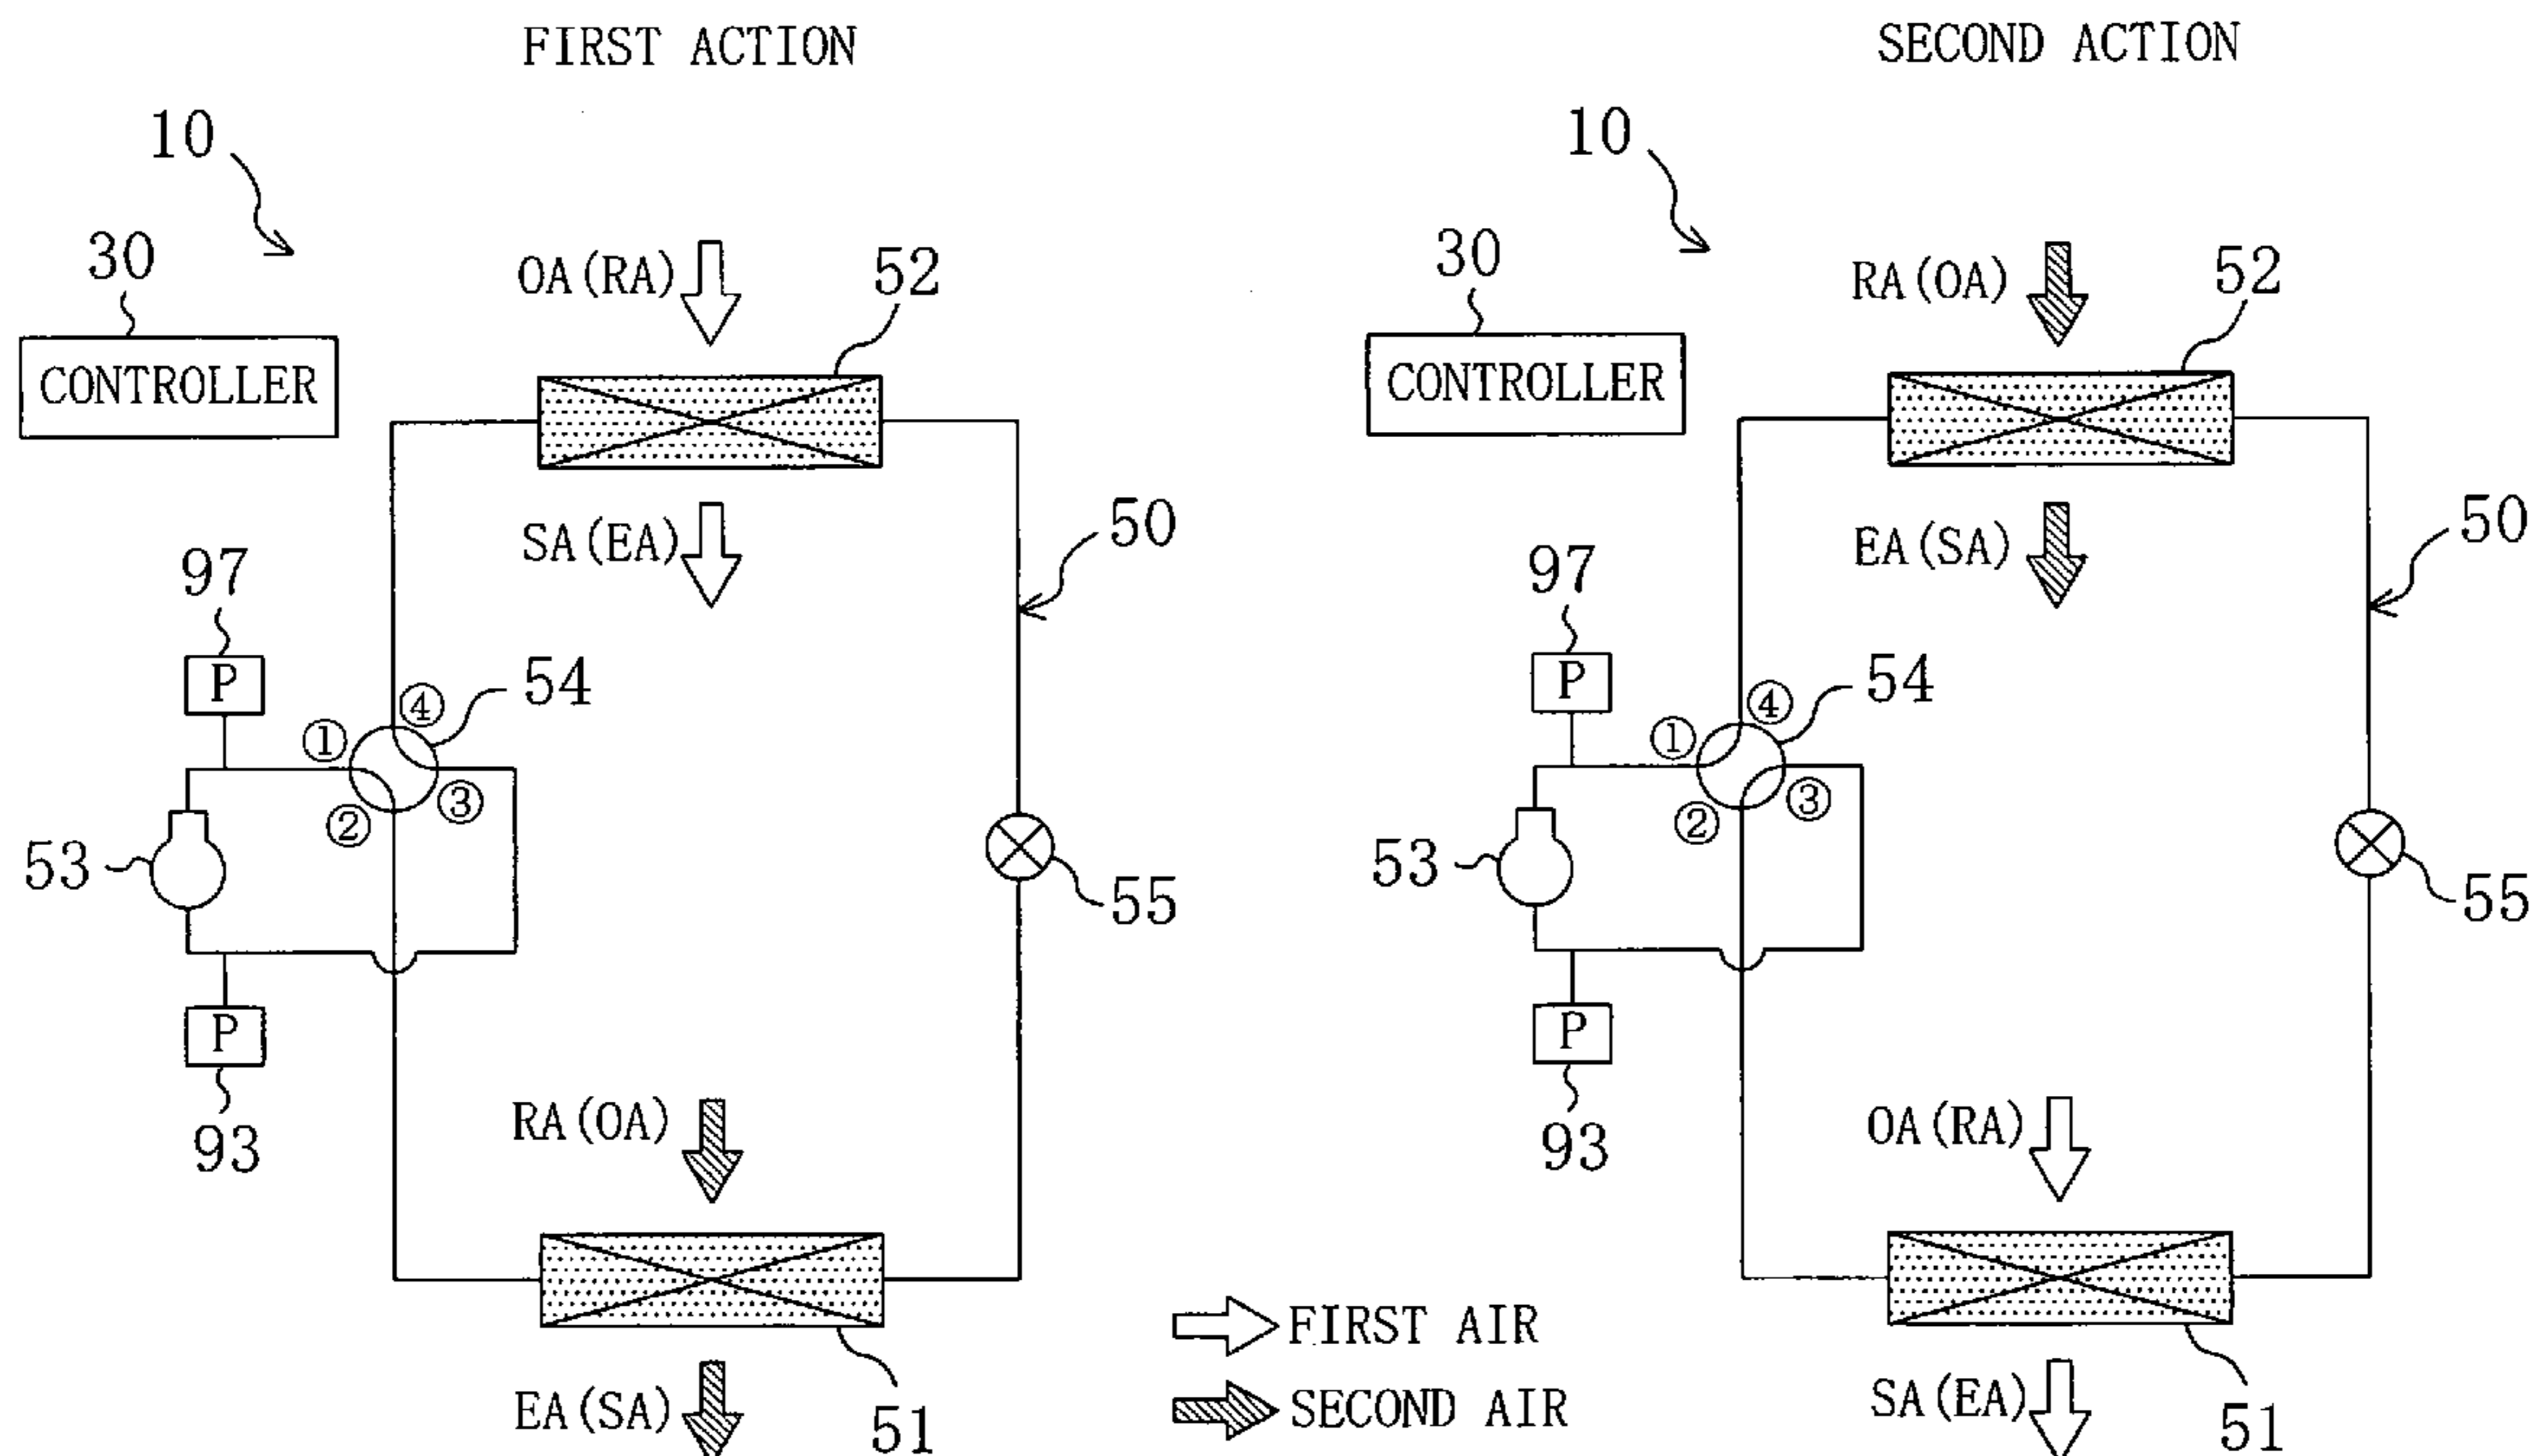 FIRST ACTION
10
30
CONTROLLER
OA(RA)
52
SA(EA)
50
97
P
54
①
④
②
③
53
55
P
93
RA(OA)
51
EA(SA)
FIRST AIR
SECOND AIR
SECOND ACTION
10
30
CONTROLLER
RA(OA)
52
EA(SA)
50
97
P
54
①
④
②
③
53
55
P
93
OA(RA)
51
SA(EA)